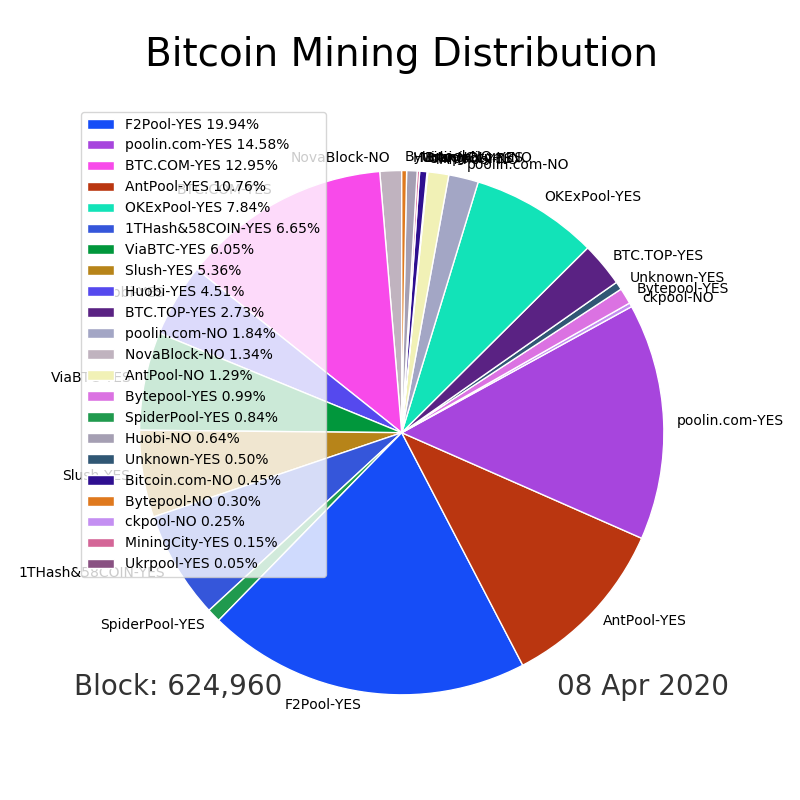 Bitcoin Mining Distribution
F2Pool-YES 19.94%
poolin.com-YES 14.58%
BTC.COM-YES 12.95%
AntPool-YES 10.76%
OKExPool-YES 7.84%
1THash&58COIN-YES 6.65%
ViaBTC-YES 6.05%
Slush-YES 5.36%
Huobi-YES 4.51%
BTC.TOP-YES 2.73%
poolin.com-NO 1.84%
NovaBlock-NO 1.34%
AntPool-NO 1.29%
Bytepool-YES 0.99%
SpiderPool-YES 0.84%
Huobi-NO 0.64%
Unknown-YES 0.50%
Bitcoin.com-NO 0.45%
Bytepool-NO 0.30%
ckpool-NO 0.25%
MiningCity-YES 0.15%
Ukrpool-YES 0.05%
NovaBlock-NO
poolin.com-NO
OKExPool-YES
BTC.TOP-YES
Unknown-YES
Bytepool-YES
ckpool-NO
poolin.com-YES
AntPool-YES
F2Pool-YES
SpiderPool-YES
1THash&58COIN-YES
Slush-YES
ViaBTC-YES
Block: 624,960
08 Apr 2020